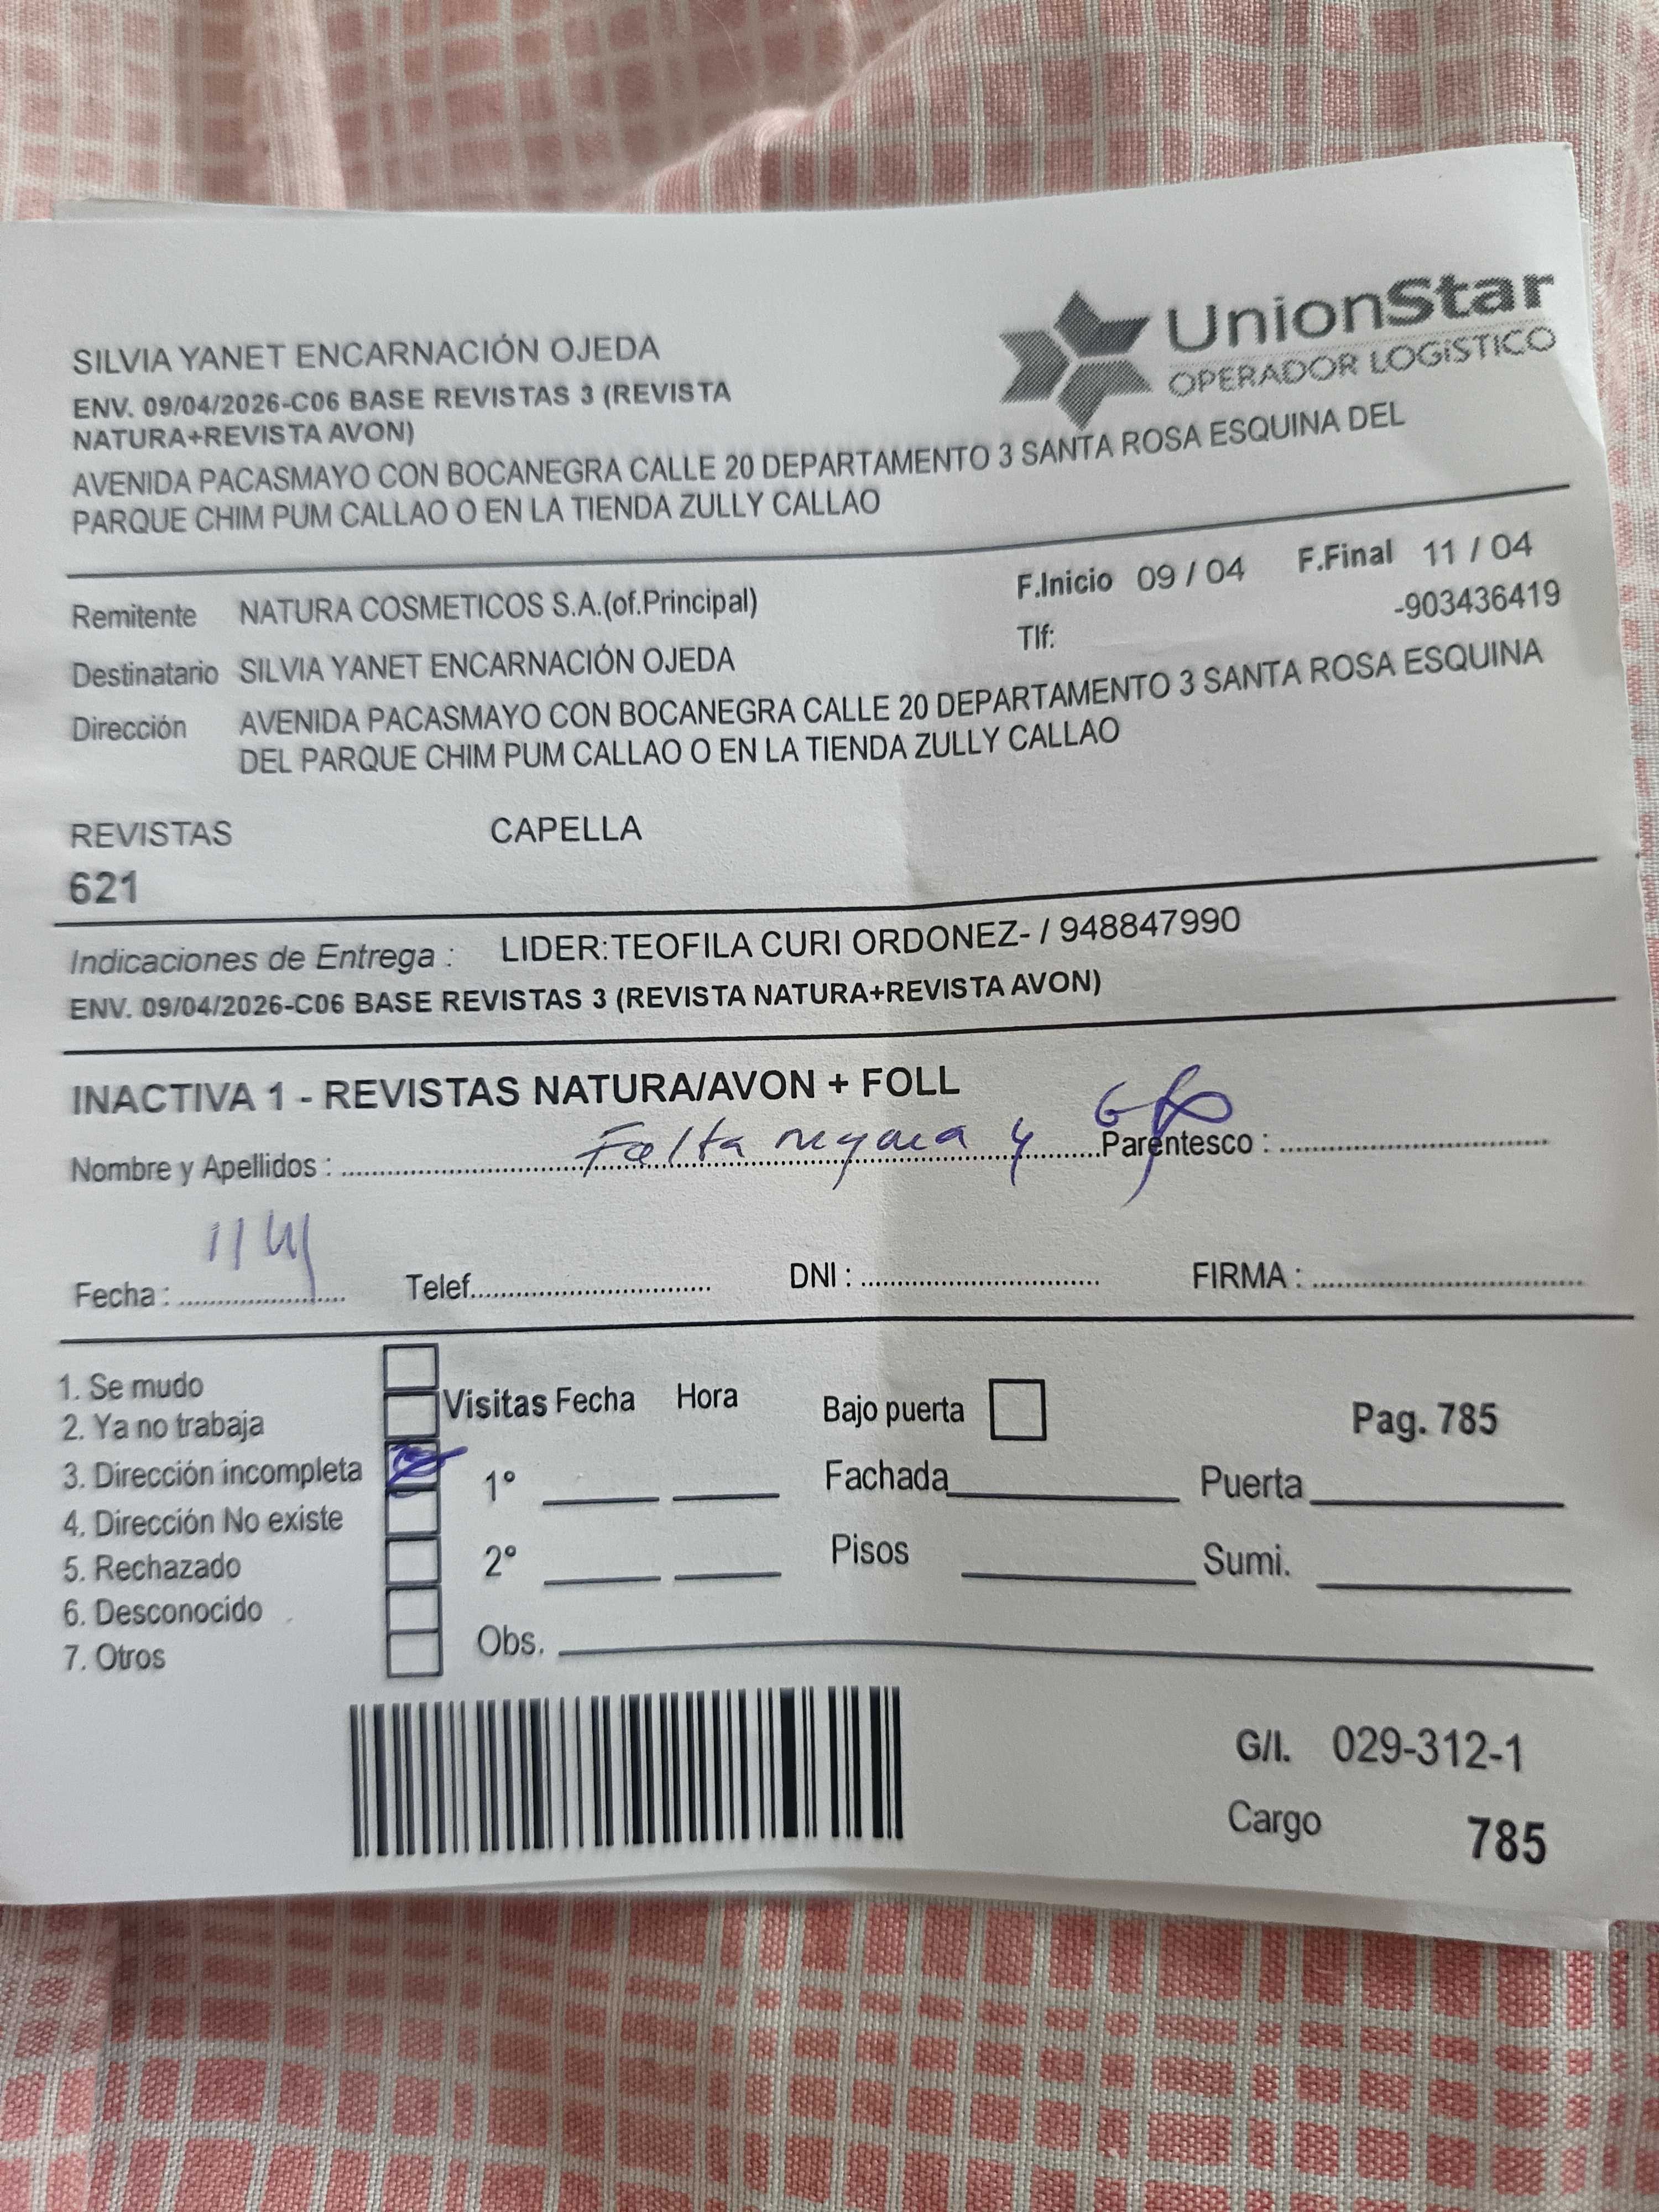 UnionStar
OPERADOR LOGíSTICO
SILVIA YANET ENCARNACIÓN OJEDA
ENV. 09/04/2026-C06 BASE REVISTAS 3 (REVISTA
NATURA+REVISTA AVON)
AVENIDA PACASMAYO CON BOCANEGRA CALLE 20 DEPARTAMENTO 3 SANTA ROSA ESQUINA DEL
PARQUE CHIM PUM CALLAO O EN LA TIENDA ZULLY CALLAO
Remitente NATURA COSMETICOS S.A.(of.Principal) F.Inicio 09 / 04 F.Final 11 / 04
Tlf: -903436419
Destinatario SILVIA YANET ENCARNACIÓN OJEDA
Dirección AVENIDA PACASMAYO CON BOCANEGRA CALLE 20 DEPARTAMENTO 3 SANTA ROSA ESQUINA
DEL PARQUE CHIM PUM CALLAO O EN LA TIENDA ZULLY CALLAO
REVISTAS CAPELLA
621
Indicaciones de Entrega : LIDER:TEOFILA CURI ORDONEZ- / 948847990
ENV. 09/04/2026-C06 BASE REVISTAS 3 (REVISTA NATURA+REVISTA AVON)
INACTIVA 1 - REVISTAS NATURA/AVON + FOLL
Nombre y Apellidos : Falta y Parentesco :
Fecha : Telef. DNI : FIRMA :
1. Se mudo
2. Ya no trabaja Visitas Fecha Hora Bajo puerta Pag. 785
3. Dirección incompleta 1° Fachada Puerta
4. Dirección No existe
5. Rechazado 2° Pisos Sumi.
6. Desconocido
7. Otros Obs.
G/I. 029-312-1
Cargo 785